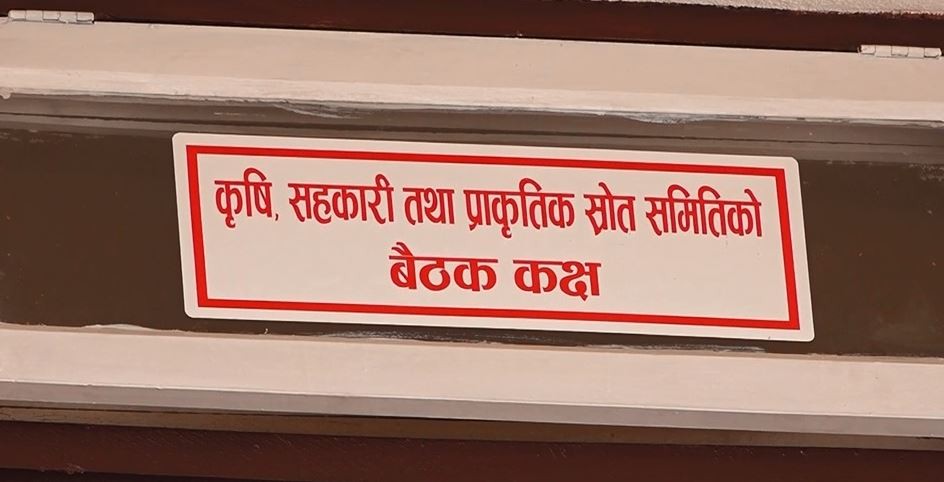 कृषि, सहकारी तथा प्राकृतिक स्रोत समितिको
बैठक कक्ष